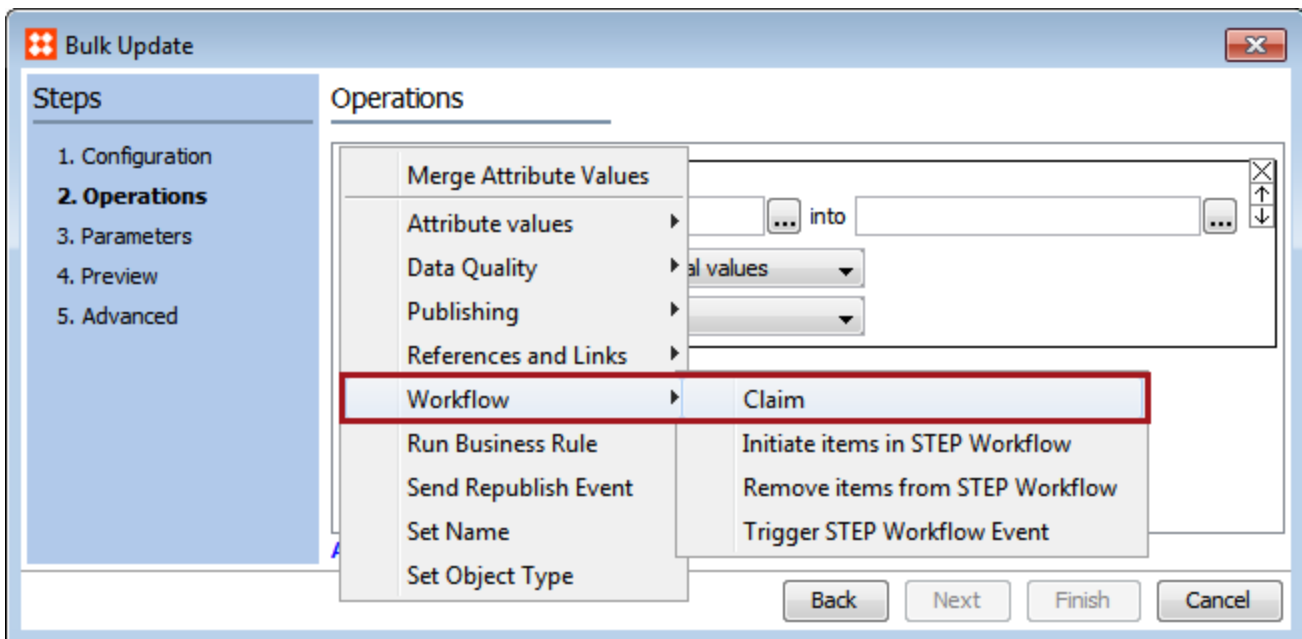 Bulk Update
Steps
1. Configuration
2. Operations
3. Parameters
4. Preview
5. Advanced
Operations
Merge Attribute Values
Attribute values
Data Quality
Publishing
References and Links
Workflow
Run Business Rule
Send Republish Event
Set Name
Set Object Type
... into ...
al values
Claim
Initiate items in STEP Workflow
Remove items from STEP Workflow
Trigger STEP Workflow Event
Back Next Finish Cancel